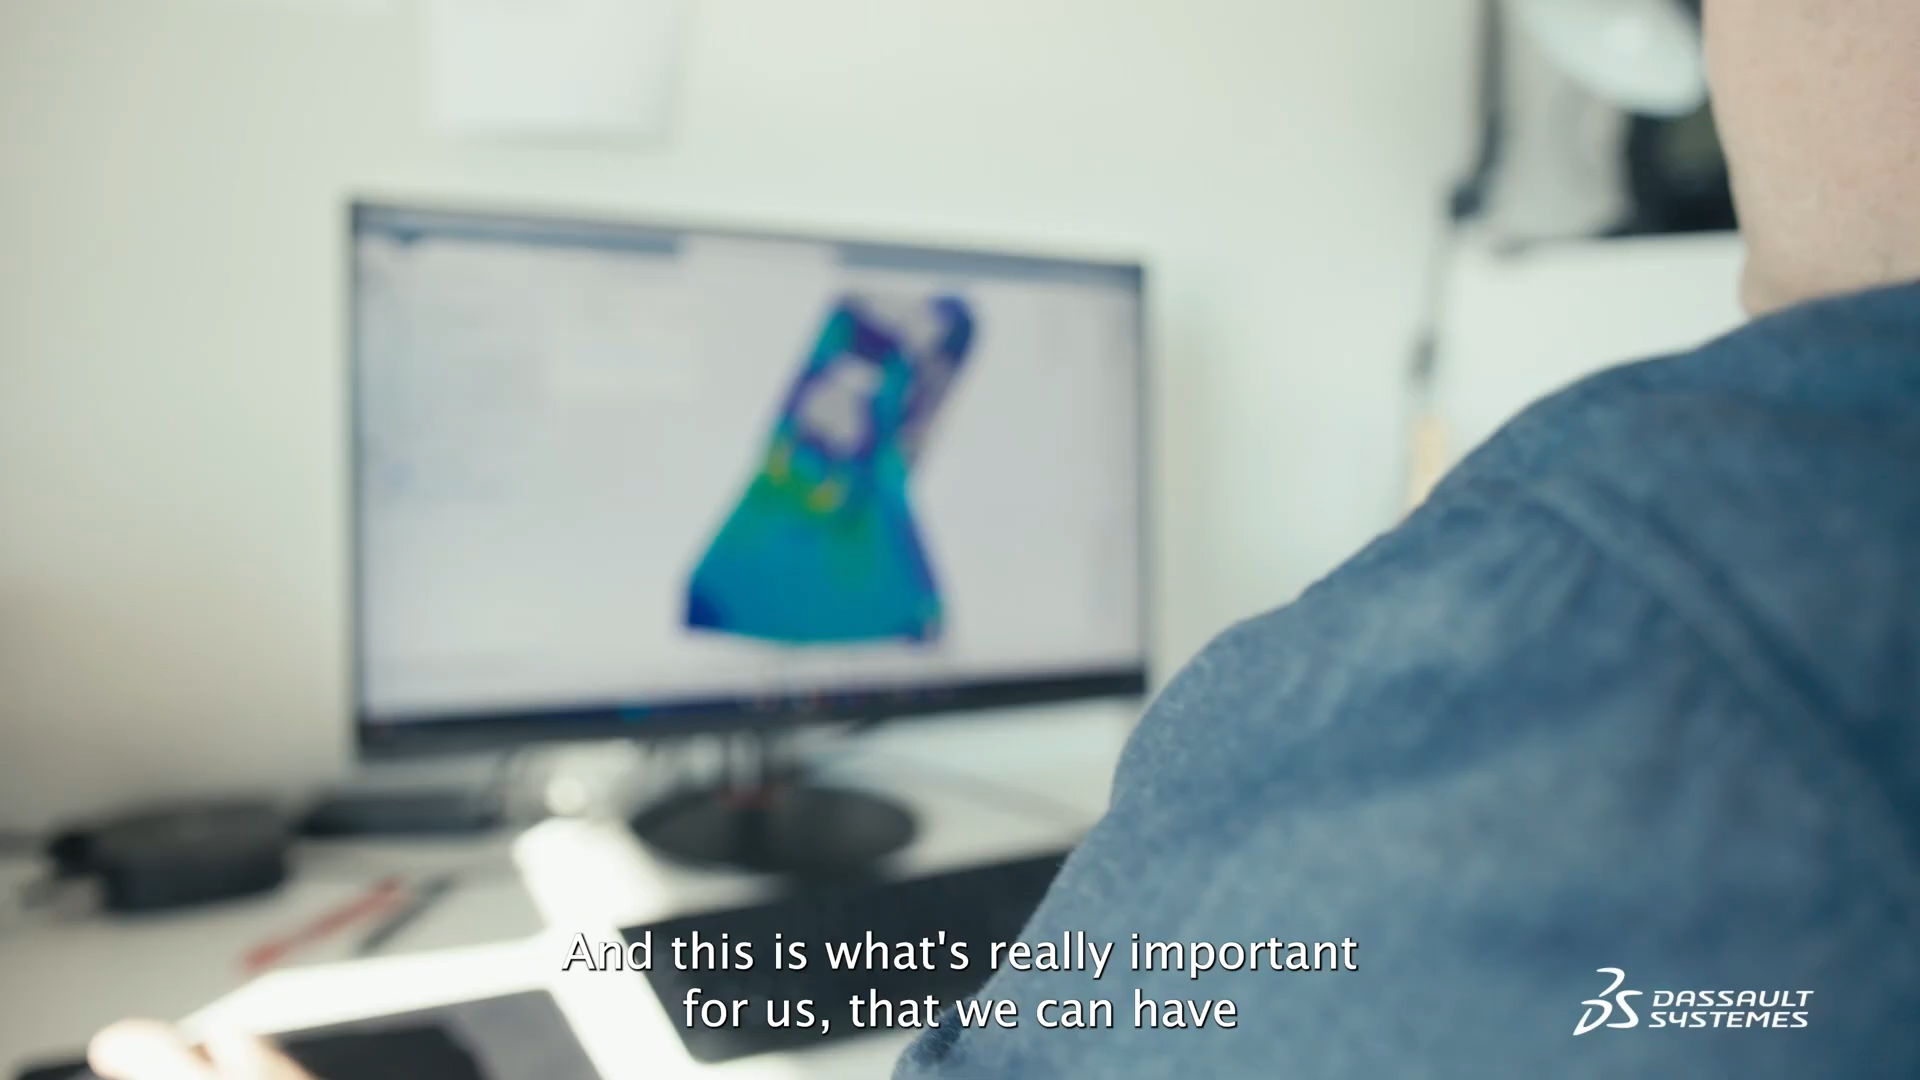 And this is what's really important
for us, that we can have
DASSAULT
SYSTEMES